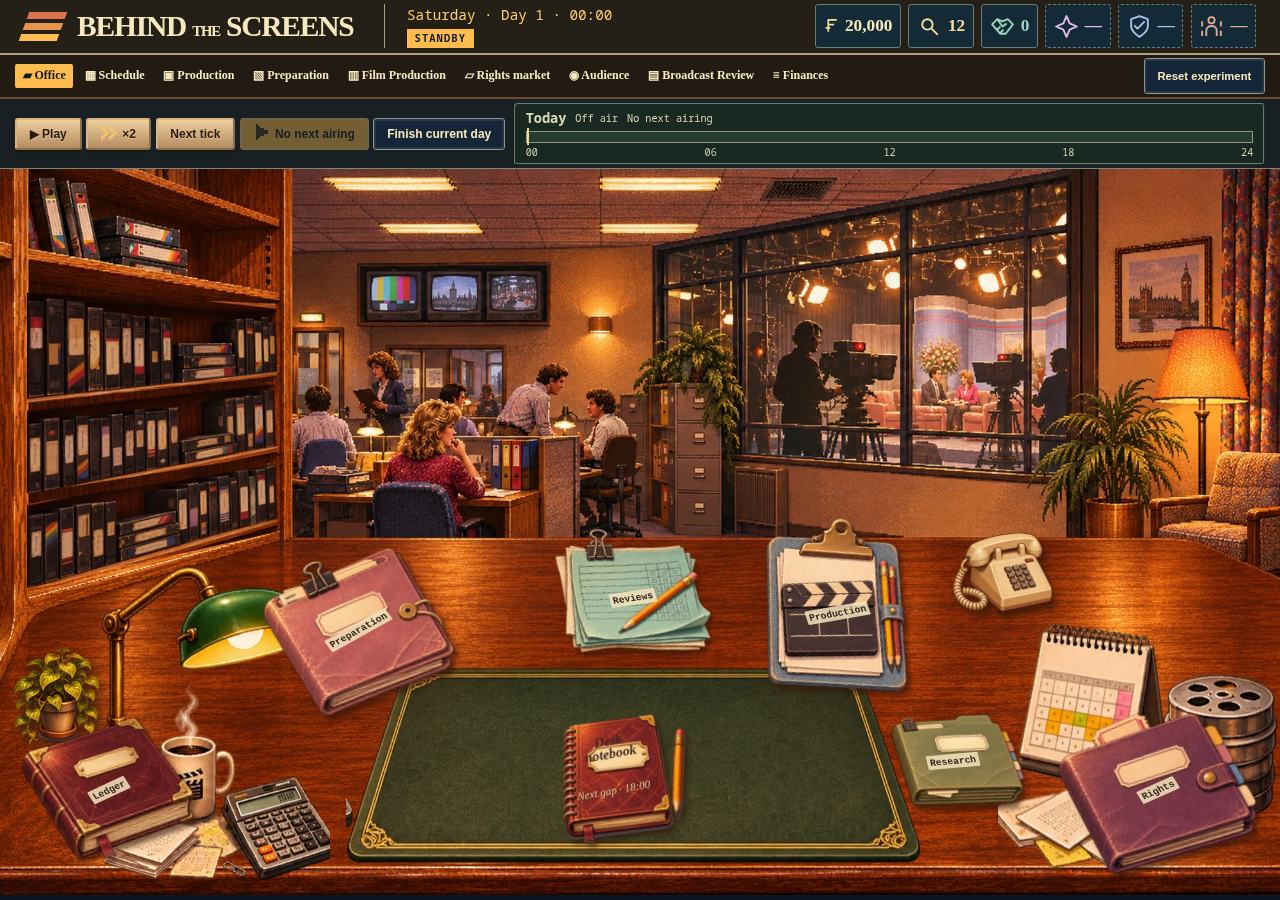 BEHIND THE SCREENS
Saturday · Day 1 · 00:00
STANDBY
20,000
12
0
—
—
—
Office
Schedule
Production
Preparation
Film Production
Rights market
Audience
Broadcast Review
Finances
Reset experiment
Play
×2
Next tick
No next airing
Finish current day
Today Off air No next airing
00 06 12 18 24
Preparation
Reviews
Production
Ledger
Desk
notebook
Next gap · 18:00
Research
Rights